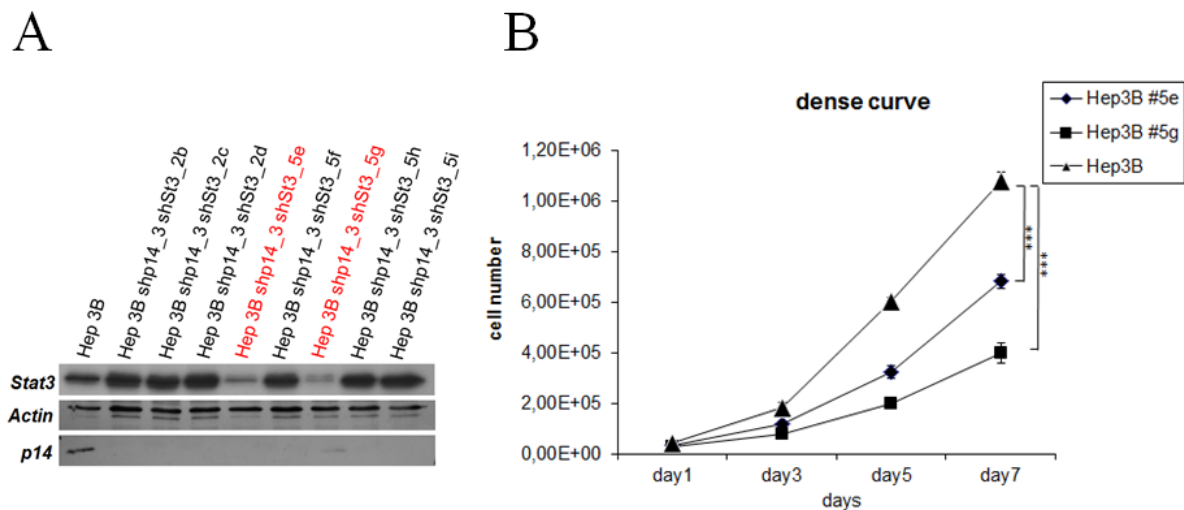 A
B
Hep 3B
Hep 3B shp14_3 shSt3_2b
Hep 3B shp14_3 shSt3_2c
Hep 3B shp14_3 shSt3_2d
Hep 3B shp14_3 shSt3_5e
Hep 3B shp14_3 shSt3_5f
Hep 3B shp14_3 shSt3_5g
Hep 3B shp14_3 shSt3_5h
Hep 3B shp14_3 shSt3_5i
Stat3
Actin
p14
dense curve
Hep3B #5e
Hep3B #5g
Hep3B
cell number
1,20E+06
1,00E+06
8,00E+05
6,00E+05
4,00E+05
2,00E+05
0,00E+00
***
***
day1 day3 day5 day7
days